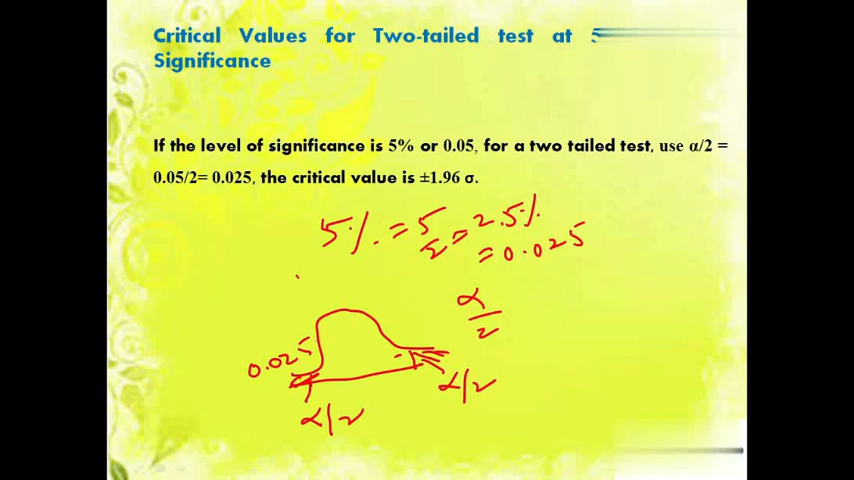 Critical Values for Two-tailed test at 5
Significance
If the level of significance is 5% or 0.05, for a two tailed test, use α/2 =
0.05/2= 0.025, the critical value is ±1.96 σ.
5% = 5/2 = 2.5%
= 0.025
α/2
0.025
α/2
α/2